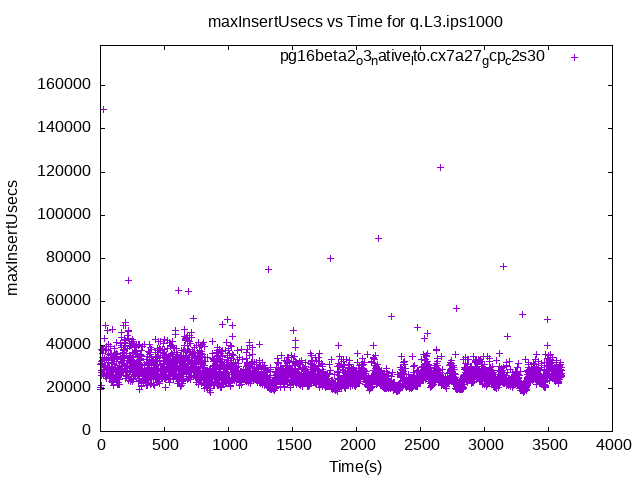 maxInsertUsecs vs Time for q.L3.ips1000
pg16beta2o3native_lto.cx7a27gcpc2s30
160000
140000
120000
100000
80000
60000
40000
20000
0
maxInsertUsecs
0 500 1000 1500 2000 2500 3000 3500 4000
Time(s)